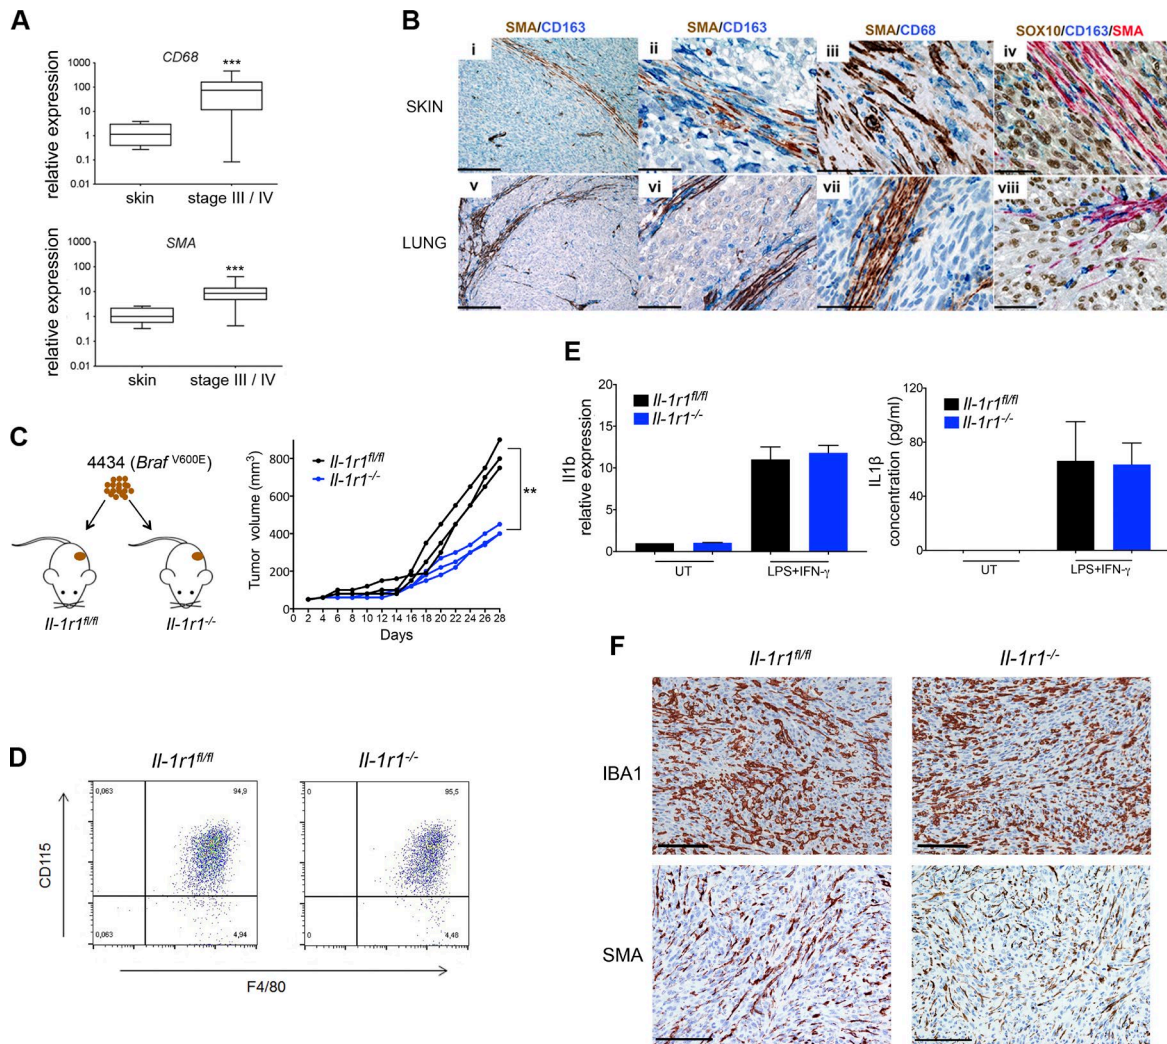 A
CD68
relative expression
1000
100
10
1
0.1
0.01
***
skin
stage III / IV
SMA
relative expression
1000
100
10
1
0.1
0.01
***
skin
stage III / IV
B
SMA/CD163
SMA/CD163
SMA/CD68
SOX10/CD163/SMA
SKIN
i
ii
iii
iv
LUNG
v
vi
vii
viii
C
4434 (Braf V600E)
Il-1r1fl/fl
Il-1r1-/-
Tumor volume (mm3)
800
600
400
200
0
Il-1r1fl/fl
Il-1r1-/-
**
2 4 6 8 10 12 14 16 18 20 22 24 26 28
Days
D
Il-1r1fl/fl
Il-1r1-/-
CD115
0,063
94,9
0,063
4,94
0
95,5
0
4,48
F4/80
E
Il1b
relative expression
20
15
10
5
0
Il-1r1fl/fl
Il-1r1-/-
UT
LPS+IFN-γ
IL1β
concentration (pg/ml)
120
80
40
0
Il-1r1fl/fl
Il-1r1-/-
UT
LPS+IFN-γ
F
Il-1r1fl/fl
Il-1r1-/-
IBA1
SMA